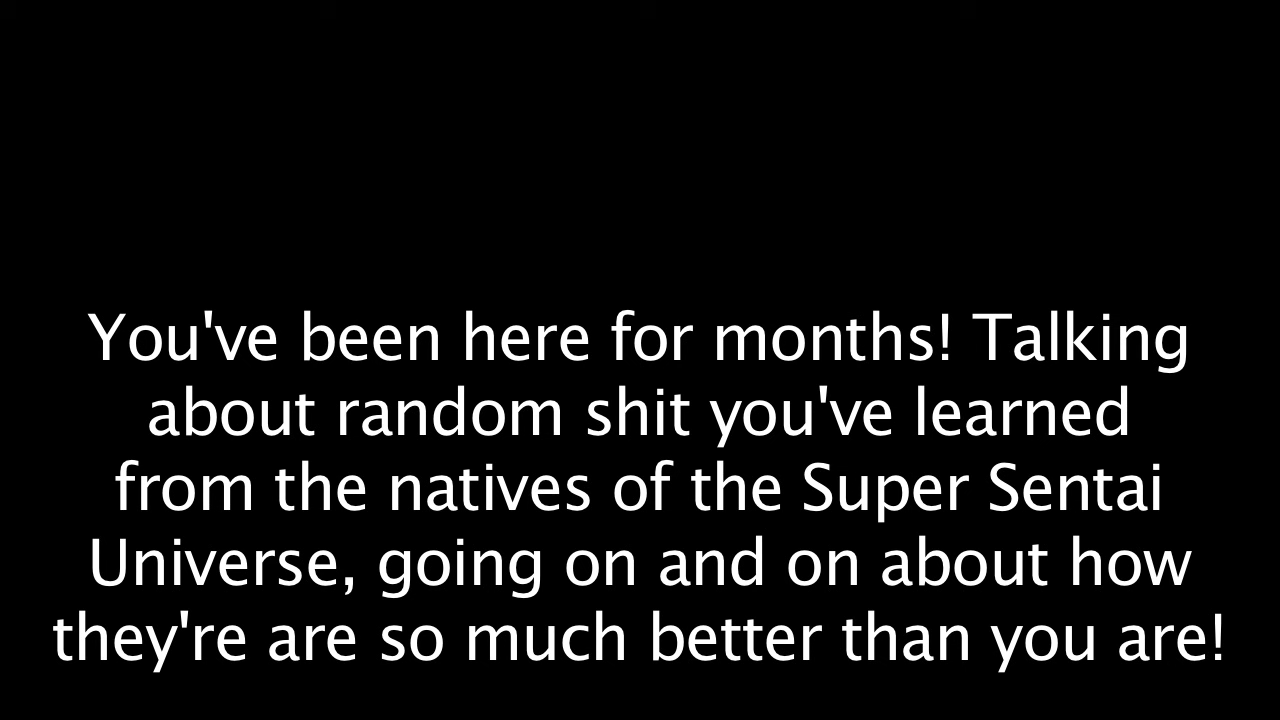 You've been here for months! Talking
about random shit you've learned
from the natives of the Super Sentai
Universe, going on and on about how
they're are so much better than you are!